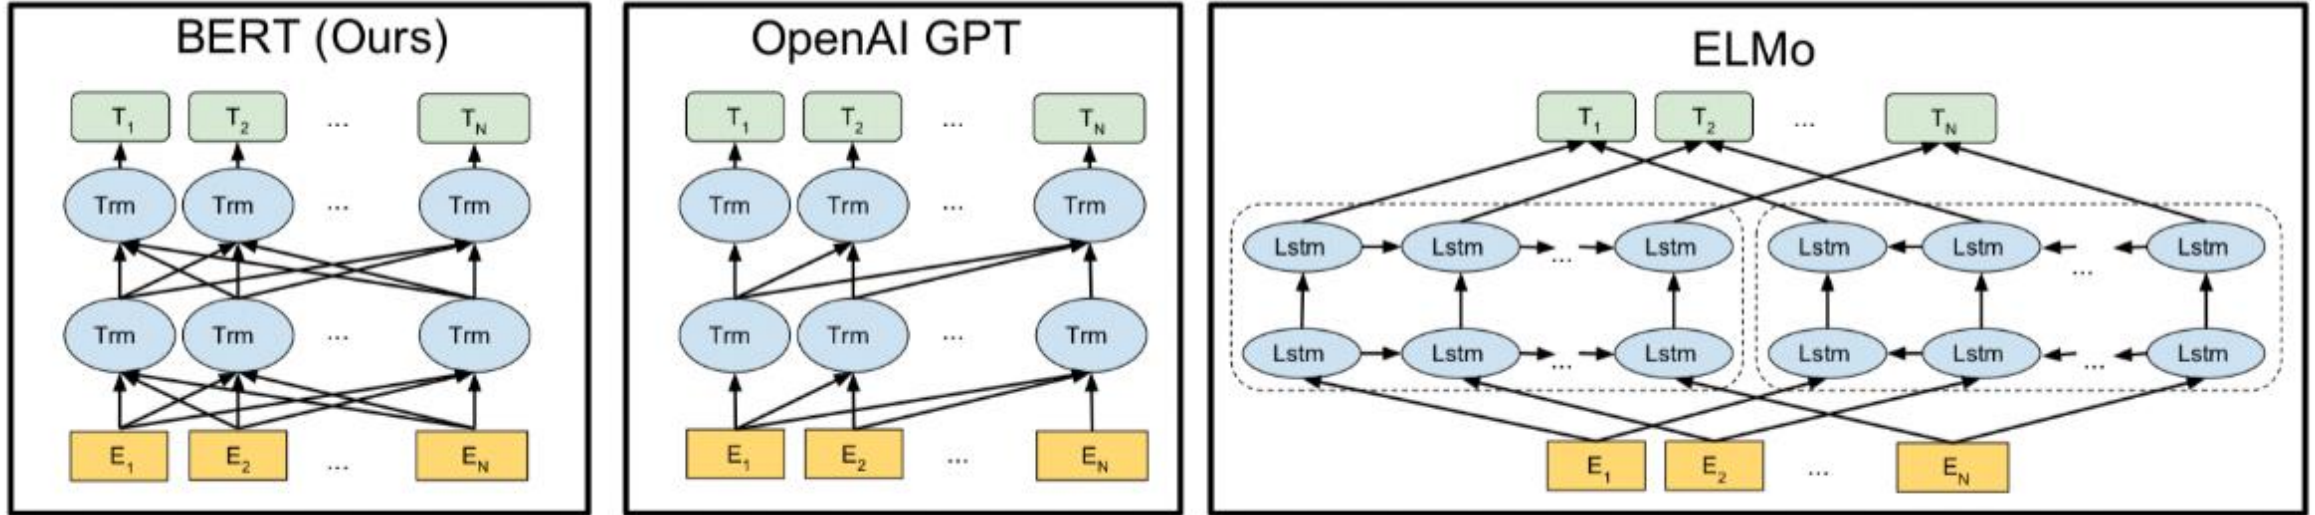 BERT (Ours)
T1 T2 ... TN
Trm Trm ... Trm
Trm Trm ... Trm
E1 E2 ... EN
OpenAI GPT
T1 T2 ... TN
Trm Trm ... Trm
Trm Trm ... Trm
E1 E2 ... EN
ELMo
T1 T2 ... TN
Lstm Lstm ... Lstm Lstm Lstm ... Lstm
Lstm Lstm ... Lstm Lstm Lstm ... Lstm
E1 E2 ... EN